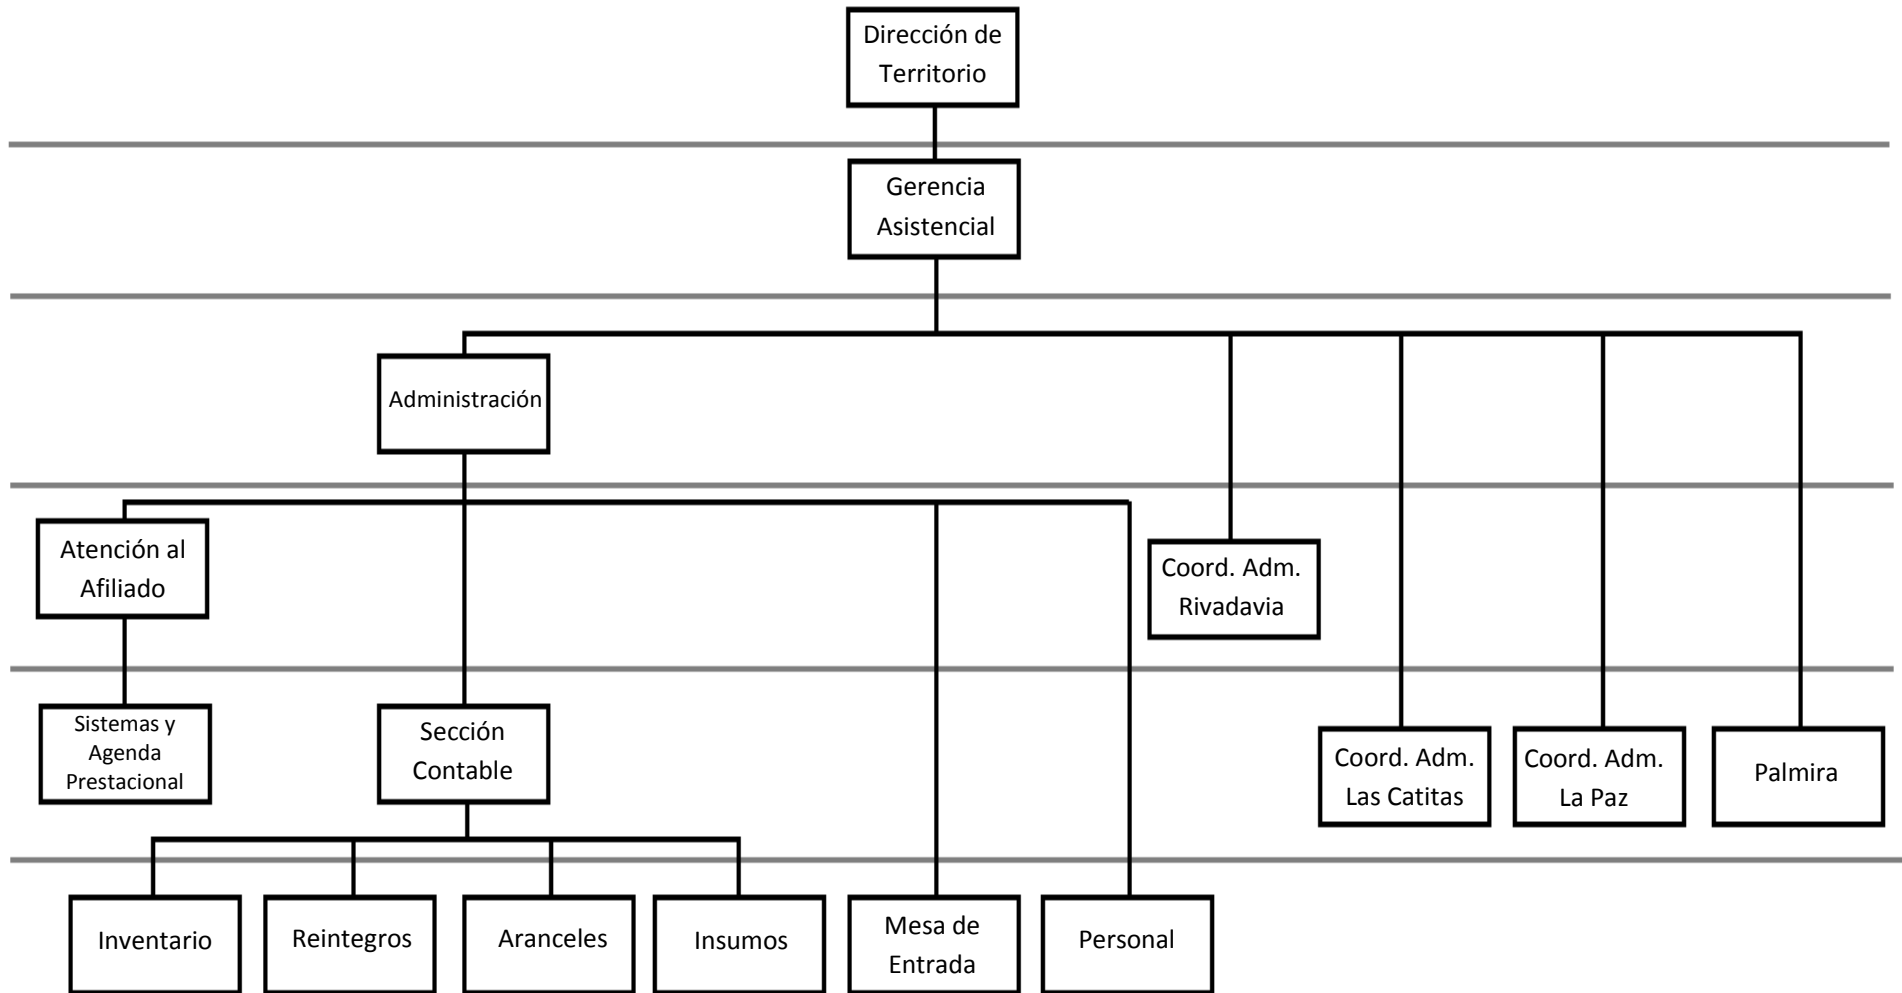 Dirección de
Territorio
Gerencia
Asistencial
Administración
Atención al
Afiliado
Coord. Adm.
Rivadavia
Sistemas y
Agenda
Prestacional
Sección
Contable
Coord. Adm.
Las Catitas
Coord. Adm.
La Paz
Palmira
Inventario
Reintegros
Aranceles
Insumos
Mesa de
Entrada
Personal